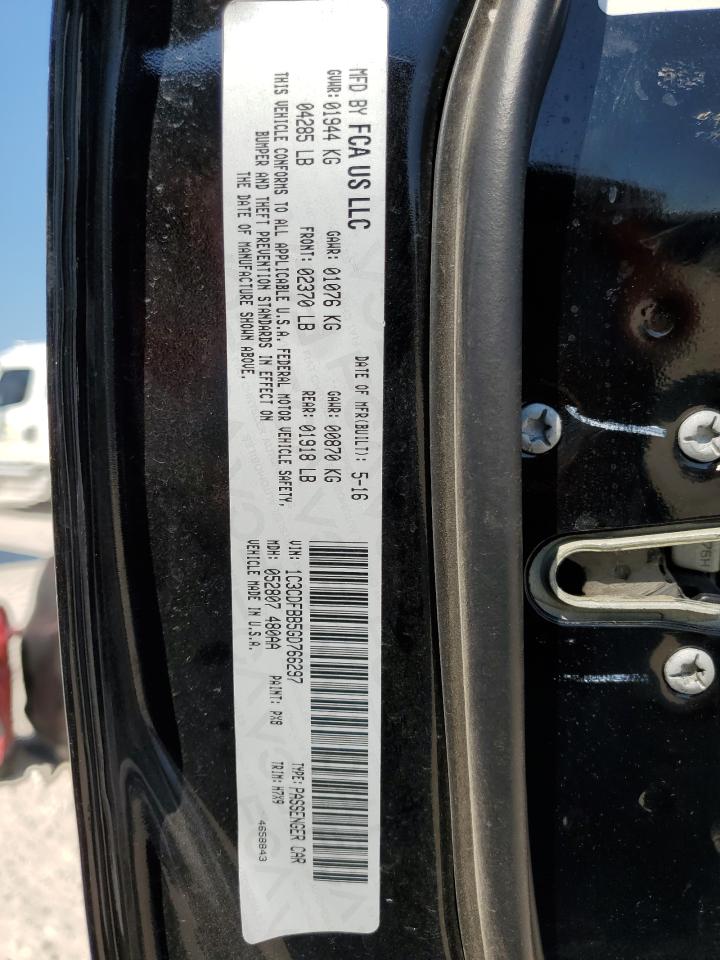 MFD BY FCA US LLC
DATE OF MFR(BUILT): 5-16
GVWR: 01944 KG GAWR: 01076 KG GAWR: 00870 KG
04285 LB FRONT: 02370 LB REAR: 01918 LB
THIS VEHICLE CONFORMS TO ALL APPLICABLE U.S.A. FEDERAL MOTOR VEHICLE SAFETY,
BUMPER AND THEFT PREVENTION STANDARDS IN EFFECT ON
THE DATE OF MANUFACTURE SHOWN ABOVE.
VIN: 1C3CDFBB5GD766297 TYPE: PASSENGER CAR
MDH: 052807 480AA PAINT: PX8 TRIM: H7X9
VEHICLE MADE IN U.S.A. 4658843